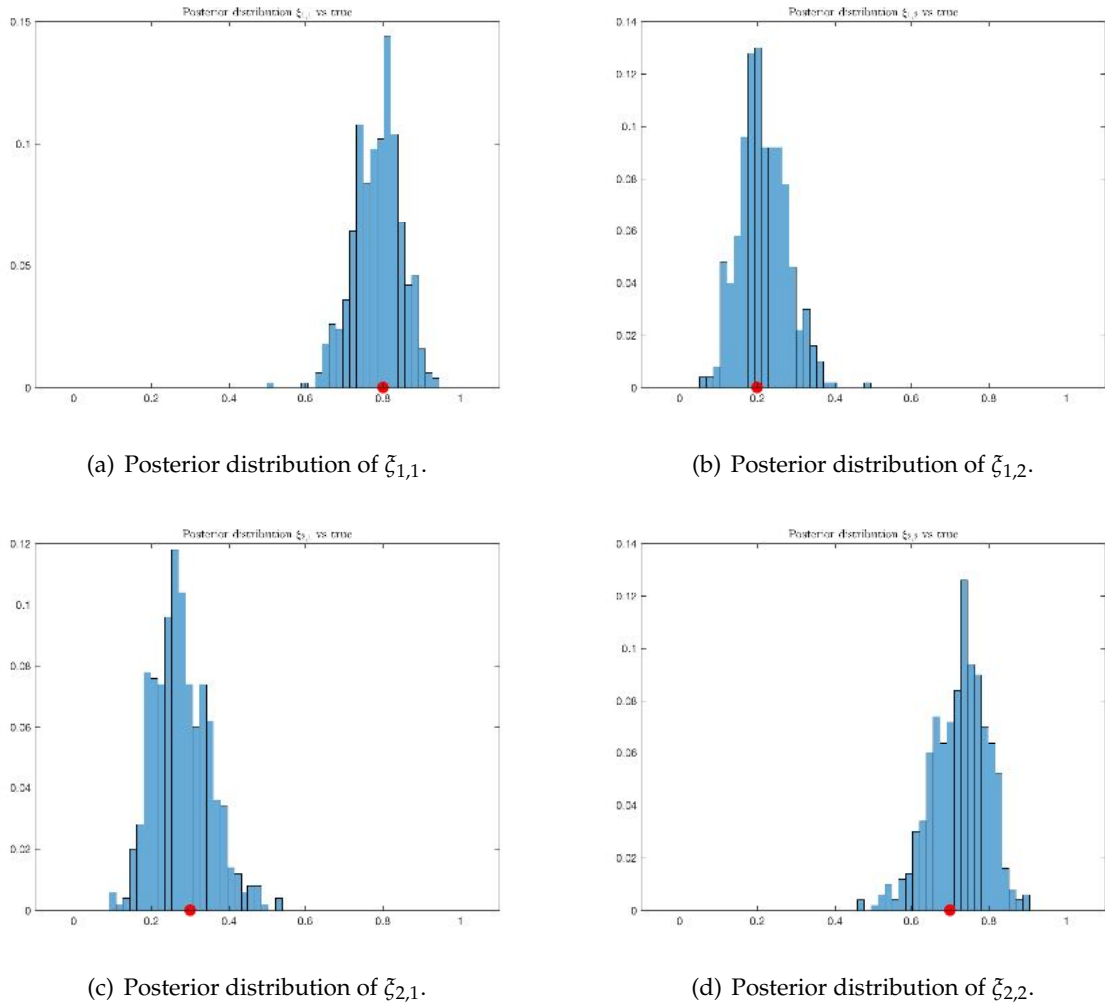 Posterior distribution ξ₁,₁ vs true
0.15
0.1
0.05
0
0 0.2 0.4 0.6 0.8 1
(a) Posterior distribution of ξ₁,₁.
Posterior distribution ξ₁,₂ vs true
0.14
0.12
0.1
0.08
0.06
0.04
0.02
0
0 0.2 0.4 0.6 0.8 1
(b) Posterior distribution of ξ₁,₂.
Posterior distribution ξ₂,₁ vs true
0.12
0.1
0.08
0.06
0.04
0.02
0
0 0.2 0.4 0.6 0.8 1
(c) Posterior distribution of ξ₂,₁.
Posterior distribution ξ₂,₂ vs true
0.14
0.12
0.1
0.08
0.06
0.04
0.02
0
0 0.2 0.4 0.6 0.8 1
(d) Posterior distribution of ξ₂,₂.